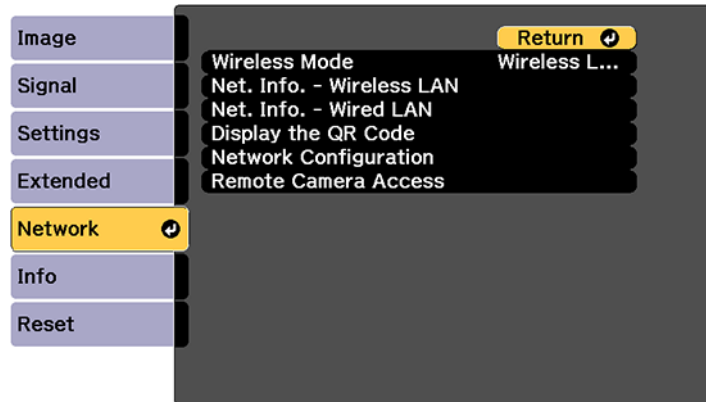 Image
Signal
Settings
Extended
Network
Info
Reset
Return
Wireless Mode Wireless L...
Net. Info. - Wireless LAN
Net. Info. - Wired LAN
Display the QR Code
Network Configuration
Remote Camera Access